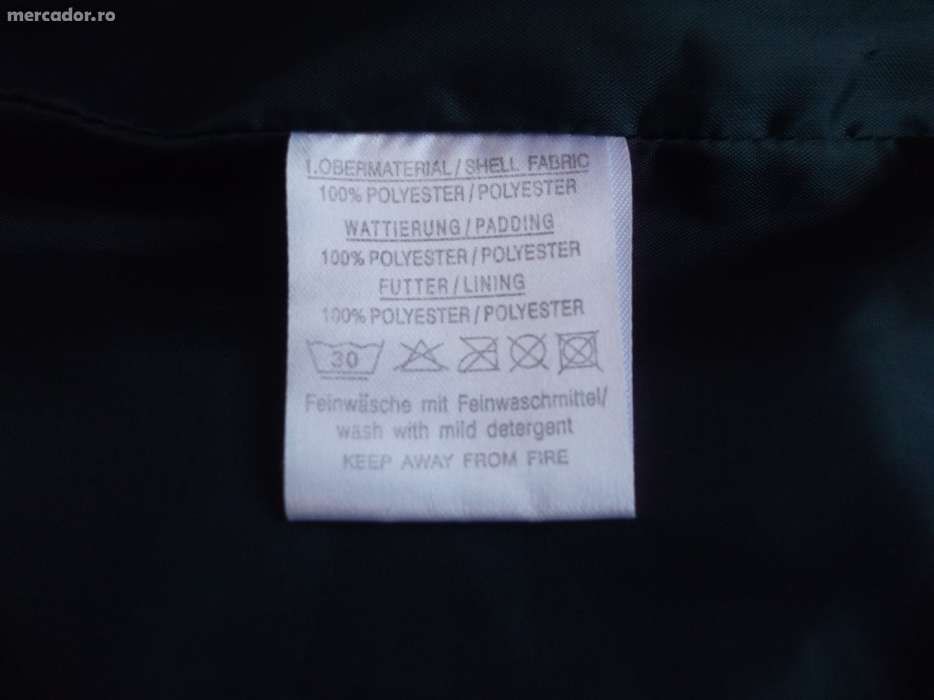 mercador.ro
1.OBERMATERIAL/SHELL FABRIC
100% POLYESTER/POLYESTER
WATTIERUNG/PADDING
100% POLYESTER/POLYESTER
FUTTER/LINING
100% POLYESTER/POLYESTER
30
Feinwäsche mit Feinwaschmittel/
wash with mild detergent
KEEP AWAY FROM FIRE